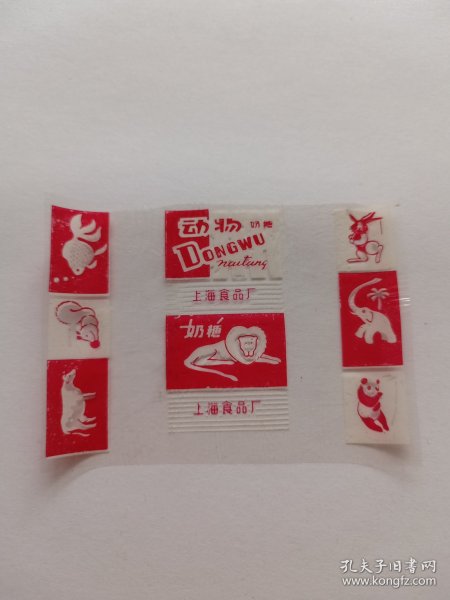 动物 奶糖
DONGWU
naitang
上海食品厂
奶糖
上海食品厂
孔夫子旧书网
www.kongfz.com